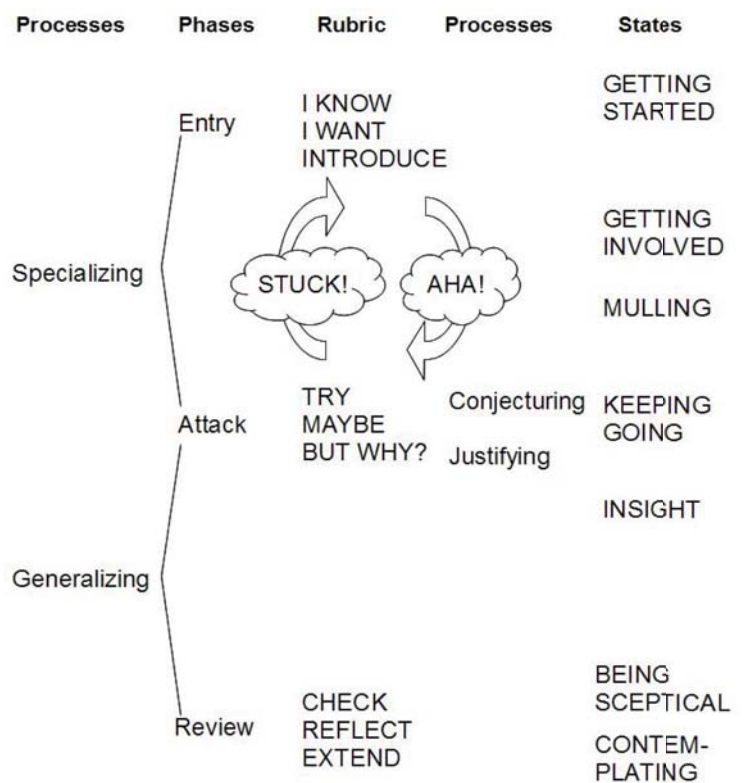 Processes Phases Rubric Processes States
GETTING
STARTED
Entry
I KNOW
I WANT
INTRODUCE
GETTING
INVOLVED
Specializing
STUCK!
AHA!
MULLING
Attack
TRY
MAYBE
BUT WHY?
Conjecturing
Justifying
KEEPING
GOING
INSIGHT
Generalizing
Review
CHECK
REFLECT
EXTEND
BEING
SCEPTICAL
CONTEM-
PLATING